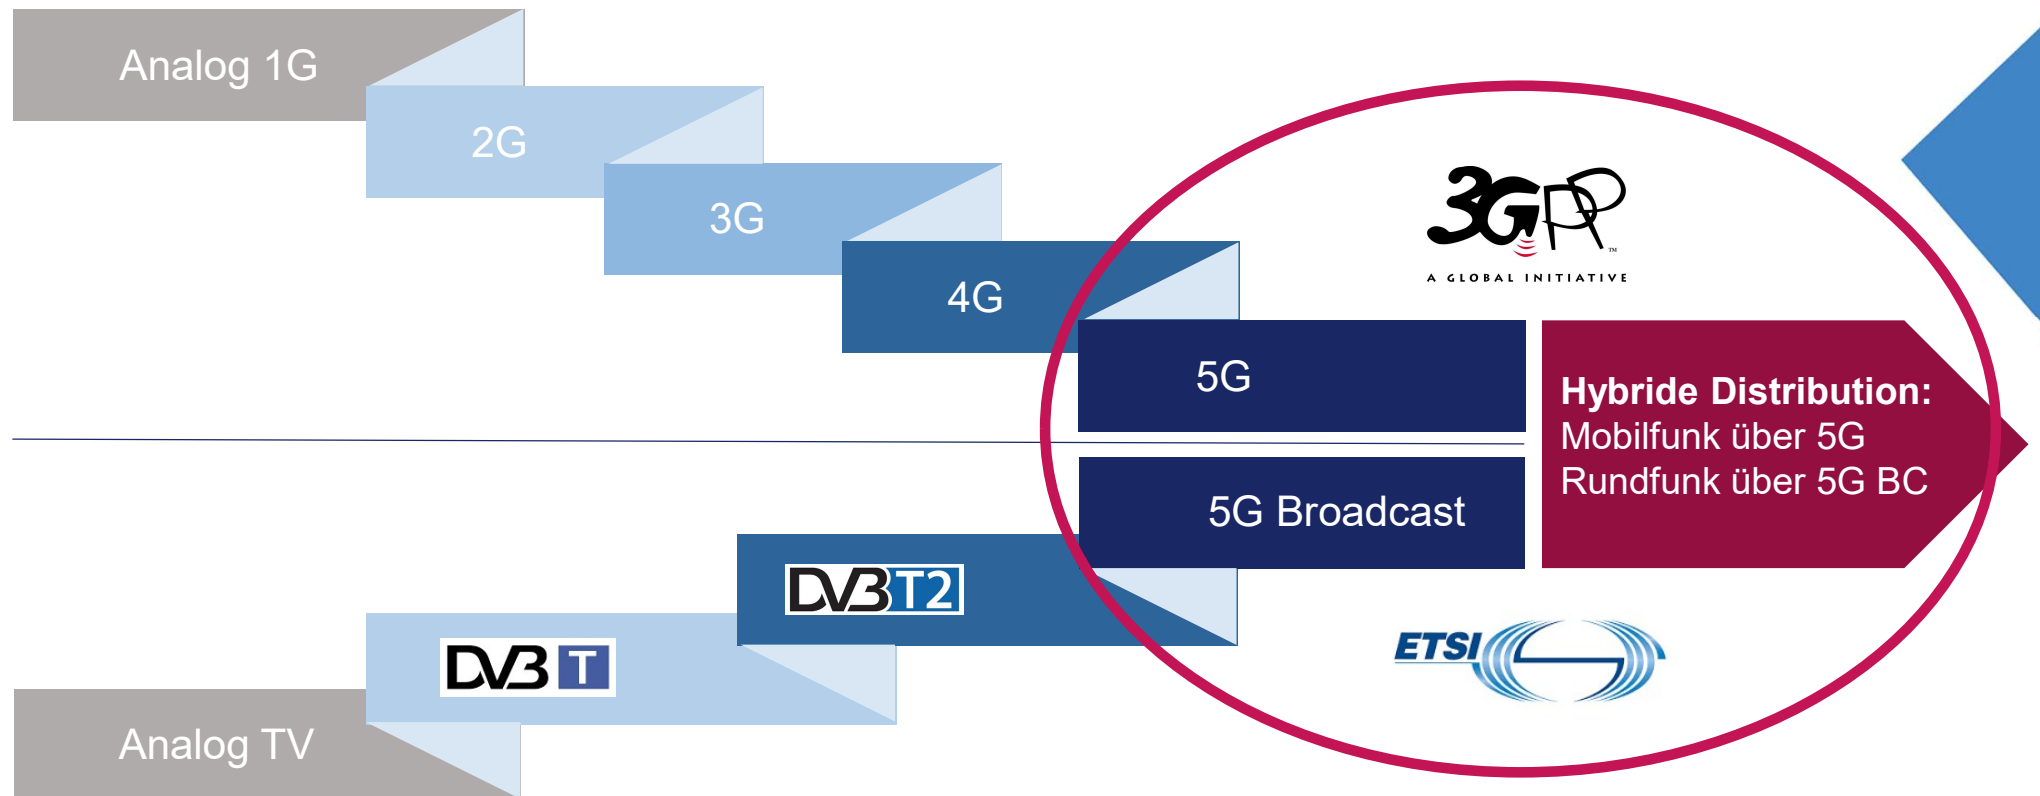 Analog 1G
2G
3G
4G
5G
3GPP
TM
A GLOBAL INITIATIVE
Hybride Distribution:
Mobilfunk über 5G
Rundfunk über 5G BC
5G Broadcast
DVB T2
DVB T
Analog TV
ETSI